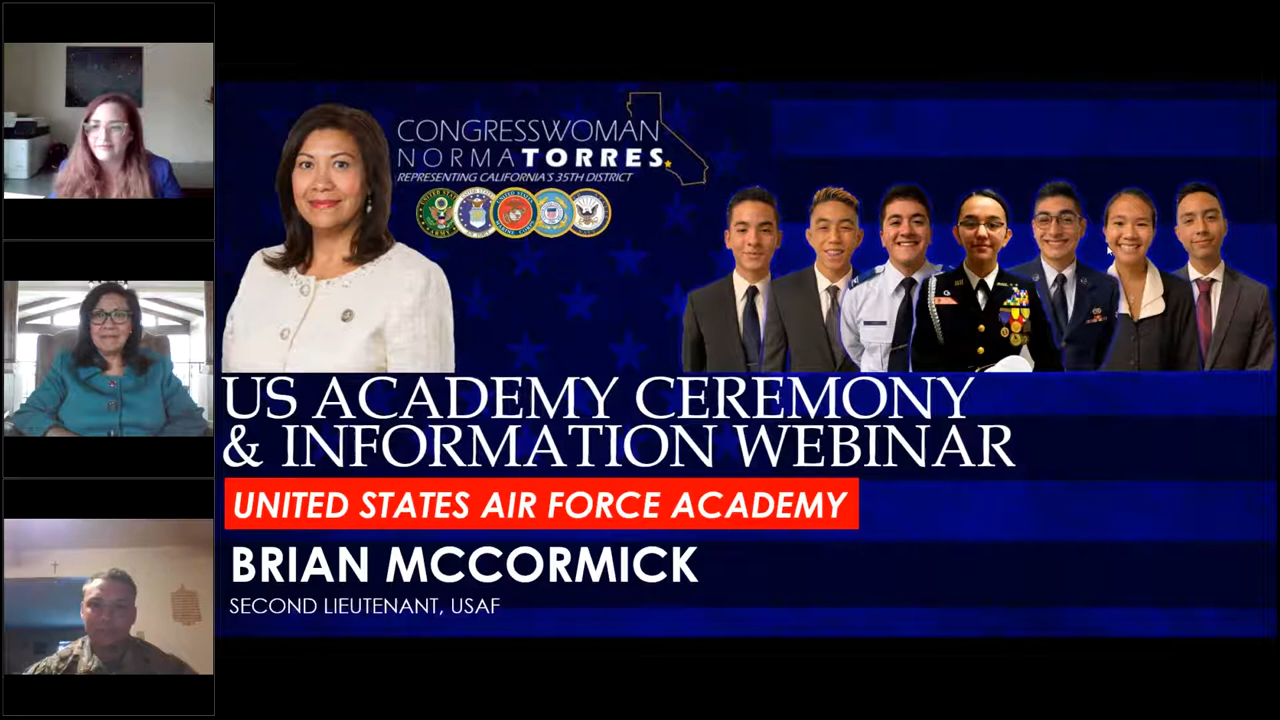 CONGRESSWOMAN
NORMATORRES
REPRESENTING CALIFORNIA'S 35TH DISTRICT
US ACADEMY CEREMONY
& INFORMATION WEBINAR
UNITED STATES AIR FORCE ACADEMY
BRIAN MCCORMICK
SECOND LIEUTENANT, USAF